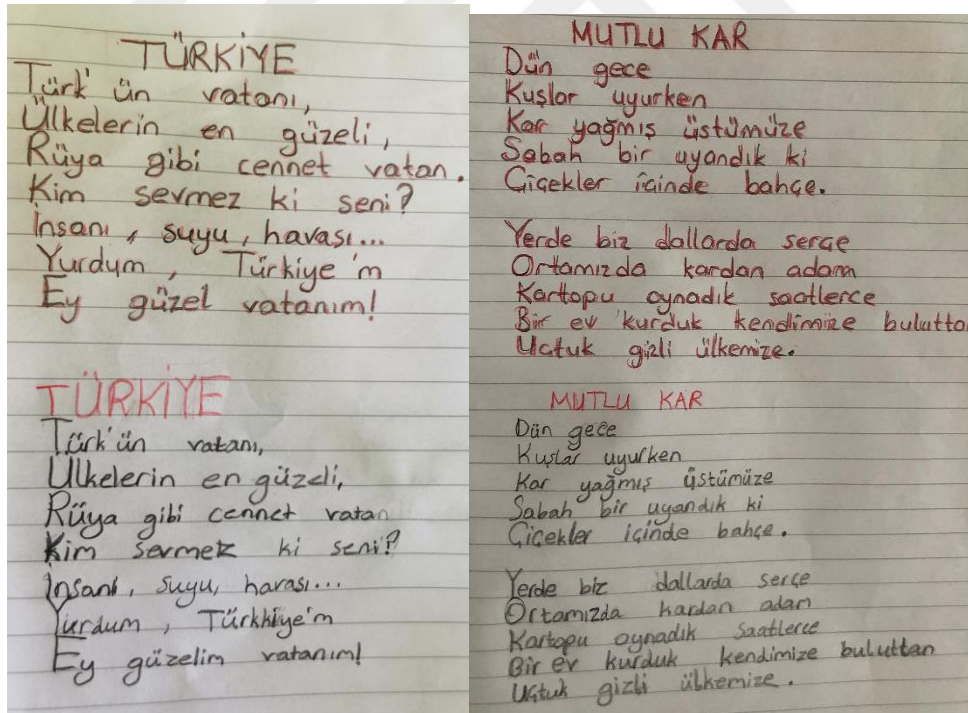 TÜRKİYE
Türk'ün vatanı,
Ülkelerin en güzeli,
Rüya gibi cennet vatan.
Kim sevmez ki seni?
İnsanı, suyu, havası...
Yurdum, Türkiye'm
Ey güzel vatanım!
TÜRKİYE
Türk'ün vatanı,
Ülkelerin en güzeli,
Rüya gibi cennet vatan
Kim sevmez ki seni?
İnsanı, suyu, havası...
Yurdum, Türkhiye'm
Ey güzelim vatanım!
MUTLU KAR
Dün gece
Kuşlar uyurken
Kar yağmış üstümüze
Sabah bir uyandık ki
Çiçekler içinde bahçe.
Yerde biz dallarda serçe
Ortamızda kardan adam
Kartopu oynadık saatlerce
Bir ev kurduk kendimize buluttan
Uçtuk gizli ülkemize.
MUTLU KAR
Dün gece
Kuşlar uyurken
Kar yağmış üstümüze
Sabah bir uyandık ki
Çiçekler içinde bahçe.
Yerde biz dallarda serçe
Ortamızda kardan adam
Kartopu oynadık saatlerce
Bir ev kurduk kendimize buluttan
Uçtuk gizli ülkemize.